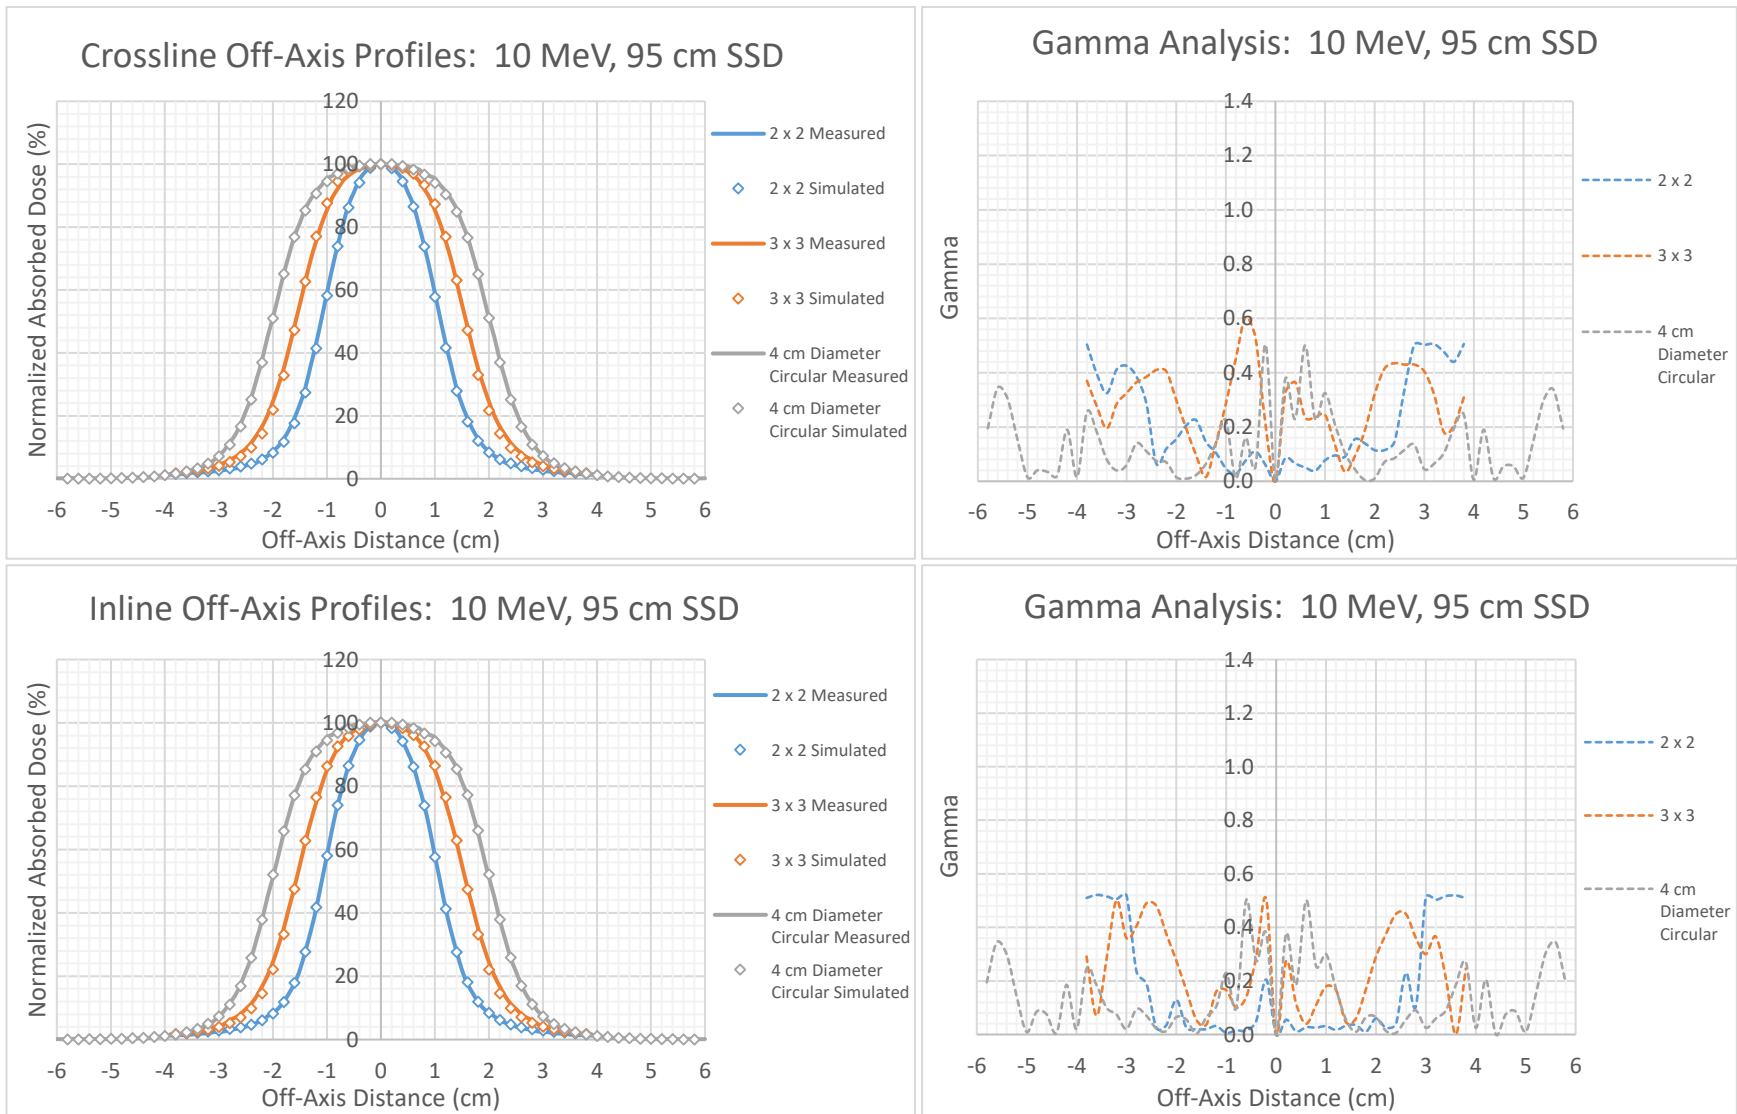 Crossline Off-Axis Profiles:  10 MeV, 95 cm SSD
Normalized Absorbed Dose (%)
120
100
80
60
40
20
0
-6 -5 -4 -3 -2 -1 0 1 2 3 4 5 6
Off-Axis Distance (cm)
2 x 2 Measured
2 x 2 Simulated
3 x 3 Measured
3 x 3 Simulated
4 cm Diameter
Circular Measured
4 cm Diameter
Circular Simulated
Gamma Analysis:  10 MeV, 95 cm SSD
Gamma
1.4
1.2
1.0
0.8
0.6
0.4
0.2
0.0
-6 -5 -4 -3 -2 -1 0 1 2 3 4 5 6
Off-Axis Distance (cm)
2 x 2
3 x 3
4 cm
Diameter
Circular
Inline Off-Axis Profiles:  10 MeV, 95 cm SSD
Normalized Absorbed Dose (%)
120
100
80
60
40
20
0
-6 -5 -4 -3 -2 -1 0 1 2 3 4 5 6
Off-Axis Distance (cm)
2 x 2 Measured
2 x 2 Simulated
3 x 3 Measured
3 x 3 Simulated
4 cm Diameter
Circular Measured
4 cm Diameter
Circular Simulated
Gamma Analysis:  10 MeV, 95 cm SSD
Gamma
1.4
1.2
1.0
0.8
0.6
0.4
0.2
0.0
-6 -5 -4 -3 -2 -1 0 1 2 3 4 5 6
Off-Axis Distance (cm)
2 x 2
3 x 3
4 cm
Diameter
Circular